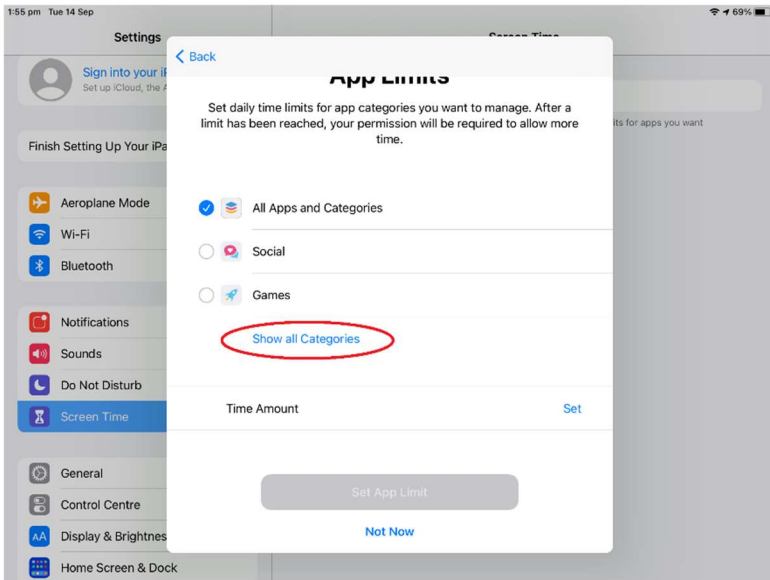 1:55 pm Tue 14 Sep
69%
Settings
Screen Time
Sign into your iP
Set up iCloud, the A
Finish Setting Up Your iPa
Aeroplane Mode
Wi-Fi
Bluetooth
Notifications
Sounds
Do Not Disturb
Screen Time
General
Control Centre
AA
Display & Brightnes
Home Screen & Dock
Back
App Limits
Set daily time limits for app categories you want to manage. After a
limit has been reached, your permission will be required to allow more
time.
All Apps and Categories
Social
Games
Show all Categories
Time Amount Set
Set App Limit
Not Now
its for apps you want